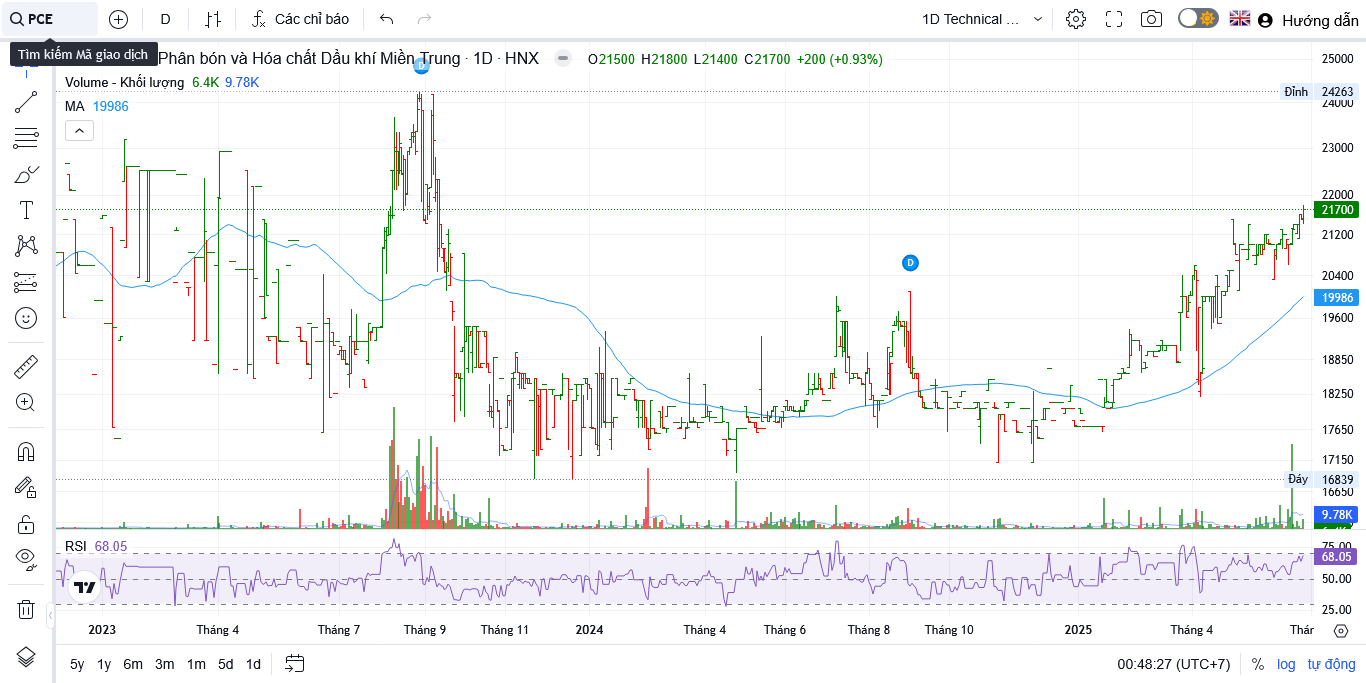 PCE
D
Các chỉ báo
1D Technical ...
Hướng dẫn
Tìm kiếm Mã giao dịch
Phân bón và Hóa chất Dầu khí Miền Trung · 1D · HNX
O21500 H21800 L21400 C21700 +200 (+0.93%)
Volume - Khối lượng 6.4K 9.78K
MA 19986
D
D
25000
Đỉnh 24263
24000
23000
22000
21700
21200
20400
19986
19600
18850
18250
17650
17150
Đáy 16839
16650
9.78K
RSI 68.05
75.00
68.05
50.00
25.00
2023 Tháng 4 Tháng 7 Tháng 9 Tháng 11 2024 Tháng 4 Tháng 6 Tháng 8 Tháng 10 2025 Tháng 4 Thár
5y 1y 6m 3m 1m 5d 1d
00:48:27 (UTC+7) % log tự động